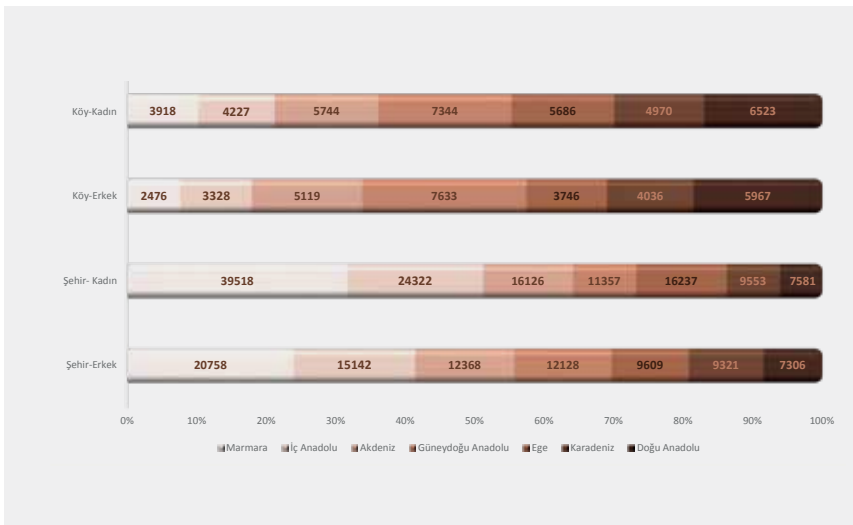 Köy-Kadın 3918 4227 5744 7344 5686 4970 6523
Köy-Erkek 2476 3328 5119 7633 3746 4036 5967
Şehir- Kadın 39518 24322 16126 11357 16237 9553 7581
Şehir-Erkek 20758 15142 12368 12128 9609 9321 7306
0% 10% 20% 30% 40% 50% 60% 70% 80% 90% 100%
Marmara İç Anadolu Akdeniz Güneydoğu Anadolu Ege Karadeniz Doğu Anadolu